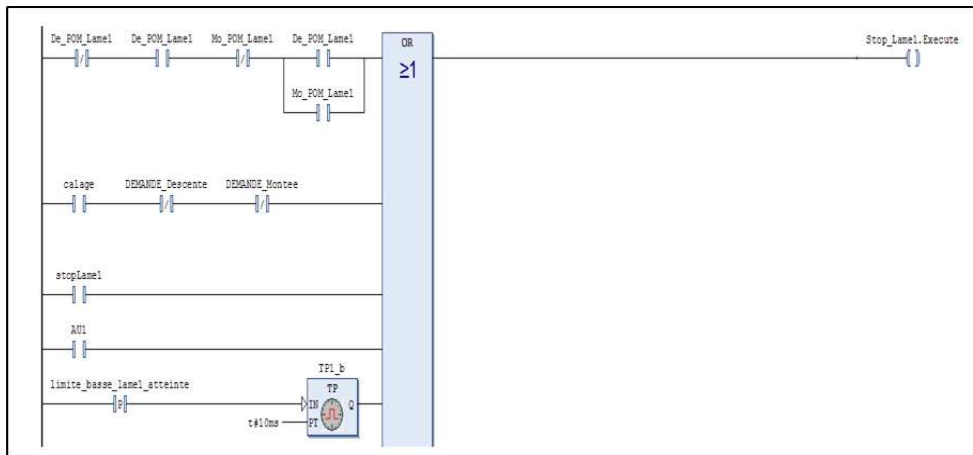 De_POM_Lame1 De_POM_Lame1 Mo_POM_Lame1 De_POM_Lame1 OR Stop_Lame1.Execute
≥1
Mo_POM_Lame1
calage DEMANDE_Descente DEMANDE_Montee
stopLame1
AU1
TP1_b
limite_basse_lame1_atteinte TP
P IN Q
t#10ms PT